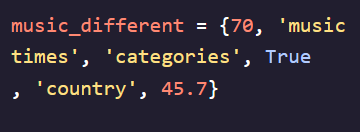 music_different = {70, 'music
times', 'categories', True
, 'country', 45.7}